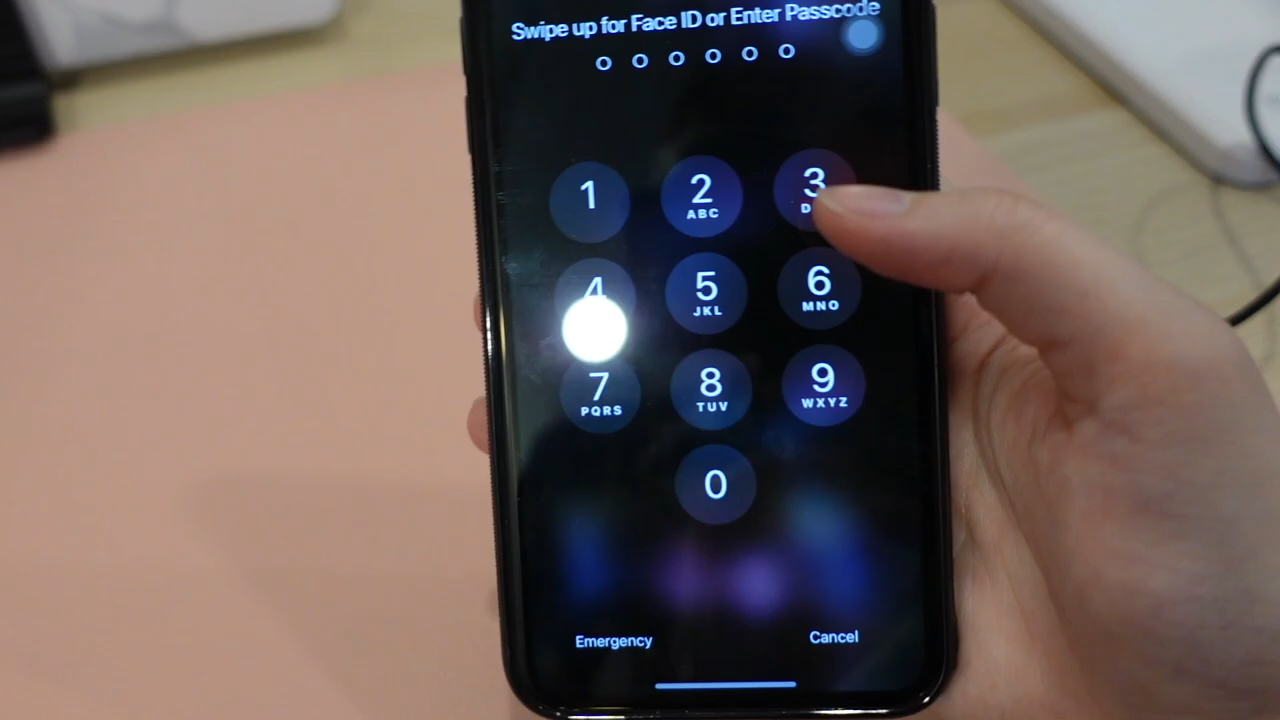 Swipe up for Face ID or Enter Passcode
1 2 3
ABC
4 5 6
JKL MNO
7 8 9
PQRS TUV WXYZ
0
Emergency Cancel